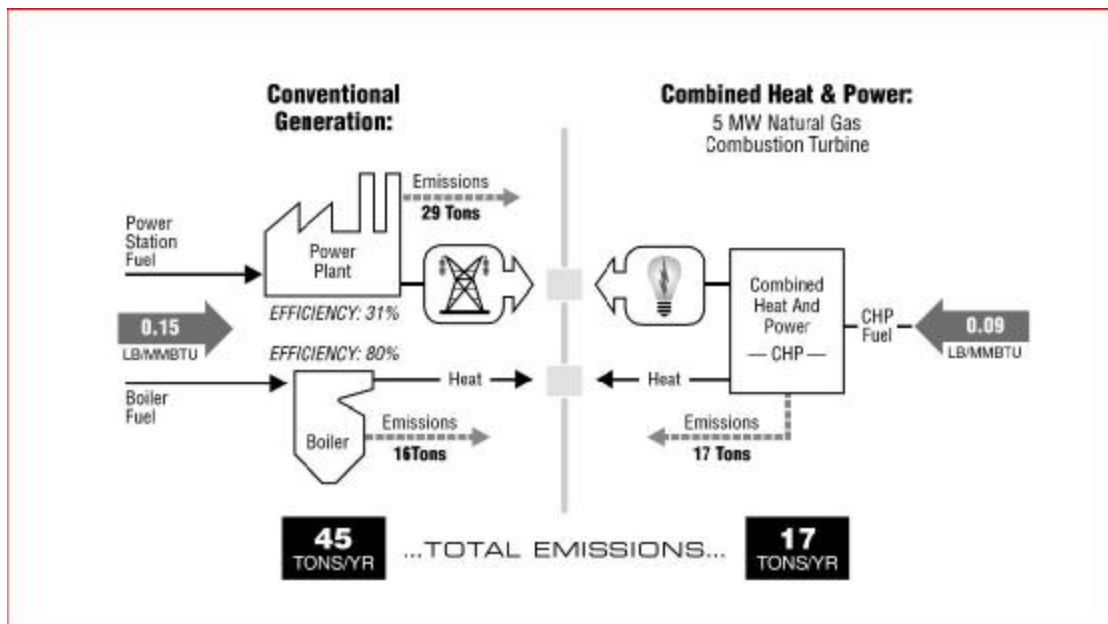 Conventional
Generation:
Combined Heat & Power:
5 MW Natural Gas
Combustion Turbine
Emissions
29 Tons
Power
Station
Fuel
Power
Plant
EFFICIENCY: 31%
0.15
LB/MMBTU
EFFICIENCY: 80%
Boiler
Fuel
Heat
Boiler
Emissions
16Tons
Combined
Heat And
Power
— CHP —
CHP
Fuel
0.09
LB/MMBTU
Heat
Emissions
17 Tons
45
TONS/YR
...TOTAL EMISSIONS...
17
TONS/YR